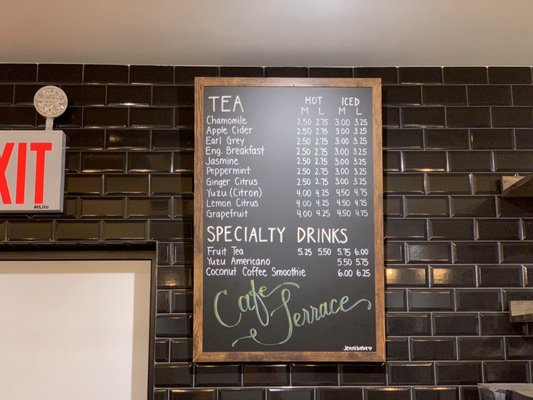 EXIT
AtLite
TEA HOT ICED
M L M L
Chamomile 2.50 2.75 3.00 3.25
Apple Cider 2.50 2.75 3.00 3.25
Earl Grey 2.50 2.75 3.00 3.25
Eng. Breakfast 2.50 2.75 3.00 3.25
Jasmine 2.50 2.75 3.00 3.25
Peppermint 2.50 2.75 3.00 3.25
Ginger Citrus 2.50 2.75 3.00 3.25
Yuzu (Citron) 4.00 4.25 4.50 4.75
Lemon Citrus 4.00 4.25 4.50 4.75
Grapefruit 4.00 4.25 4.50 4.75
SPECIALTY DRINKS
Fruit Tea 5.25 5.50 5.75 6.00
Yuzu Americano 5.50 5.75
Coconut Coffee Smoothie 6.00 6.25
Cafe
Terrace